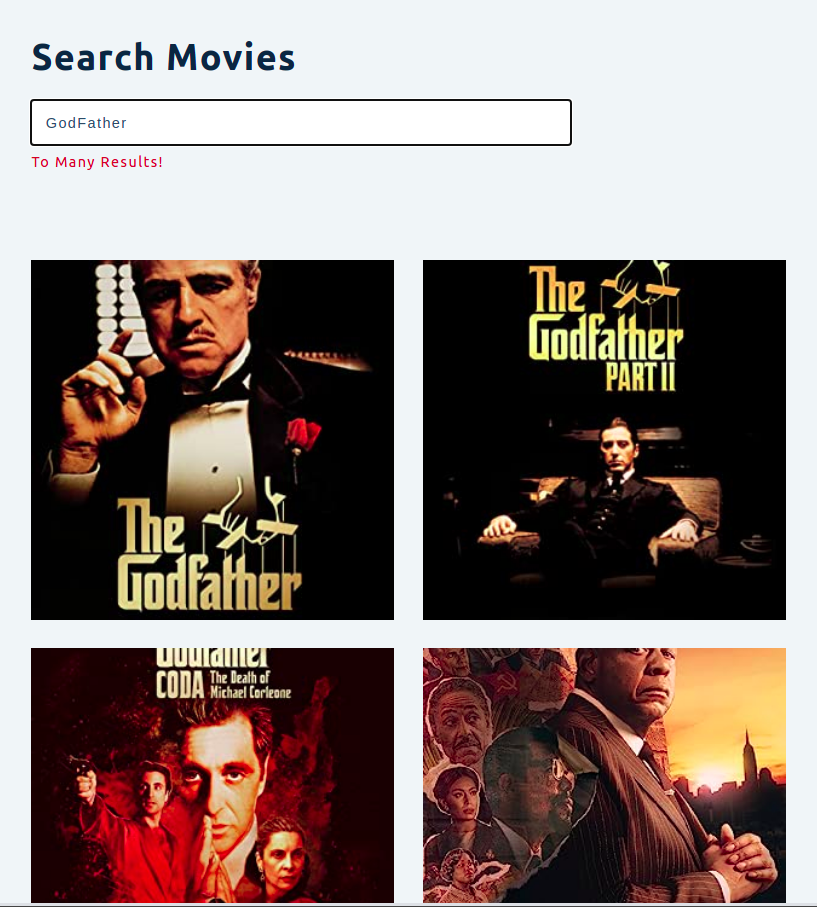 Search Movies
GodFather
To Many Results!
The
Godfather
The
Godfather
PART II
Godfather
CODA The Death of
Michael Corleone